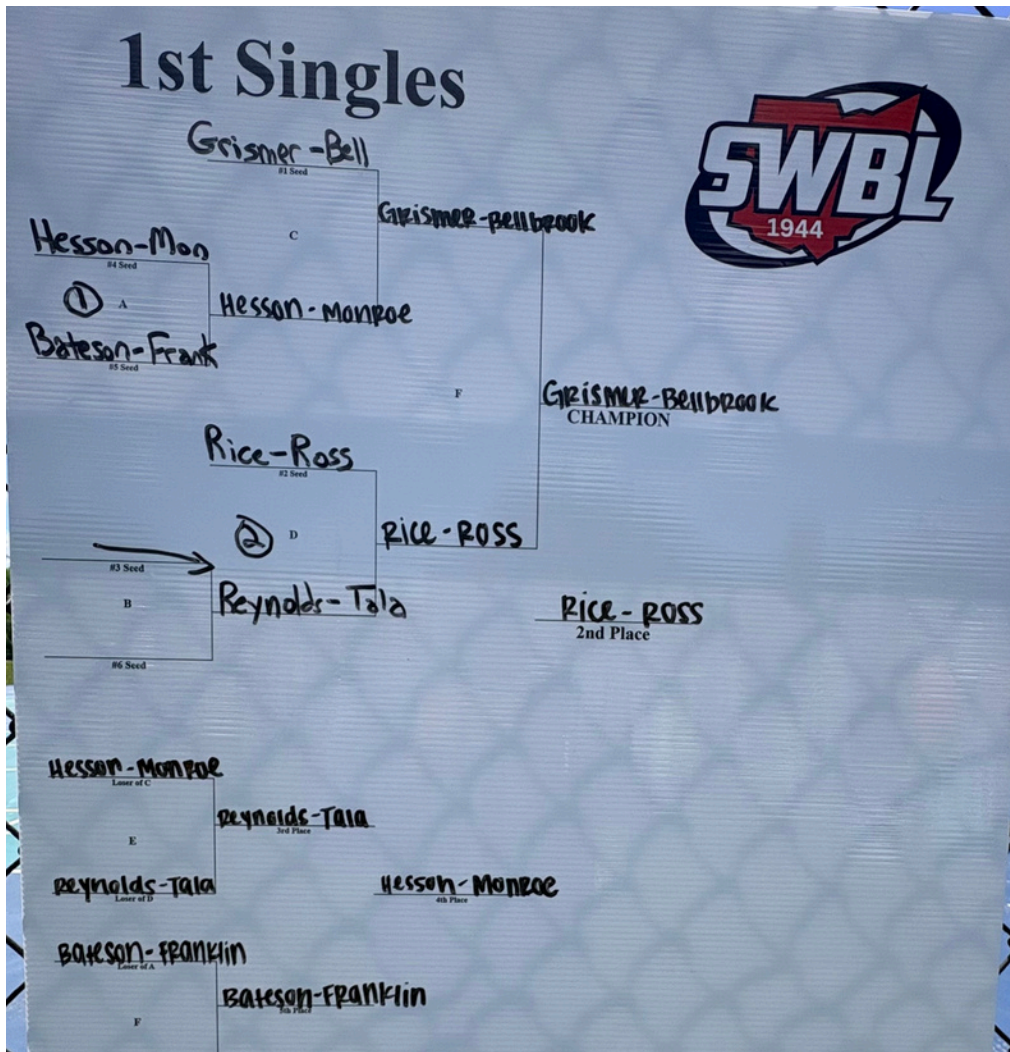 1st Singles
SWBL
1944
Grismer-Bell
#1 Seed
C
GRISMER-BELLbROOK
Hesson-Mon
#4 Seed
1 A
Hesson-MonROE
Bateson-Frank
#5 Seed
F
GRISMER-BELLbROOK
CHAMPION
Rice-Ross
#2 Seed
2 D
RICE-ROSS
#3 Seed
B
Reynolds-Tala
RICE-ROSS
2nd Place
#6 Seed
Hesson-MonROE
Loser of C
Reynolds-Tala
3rd Place
E
Reynolds-Tala
Loser of D
Hesson-MonROE
4th Place
Bateson-FRanklin
Loser of A
Bateson-FRanklin
5th Place
F